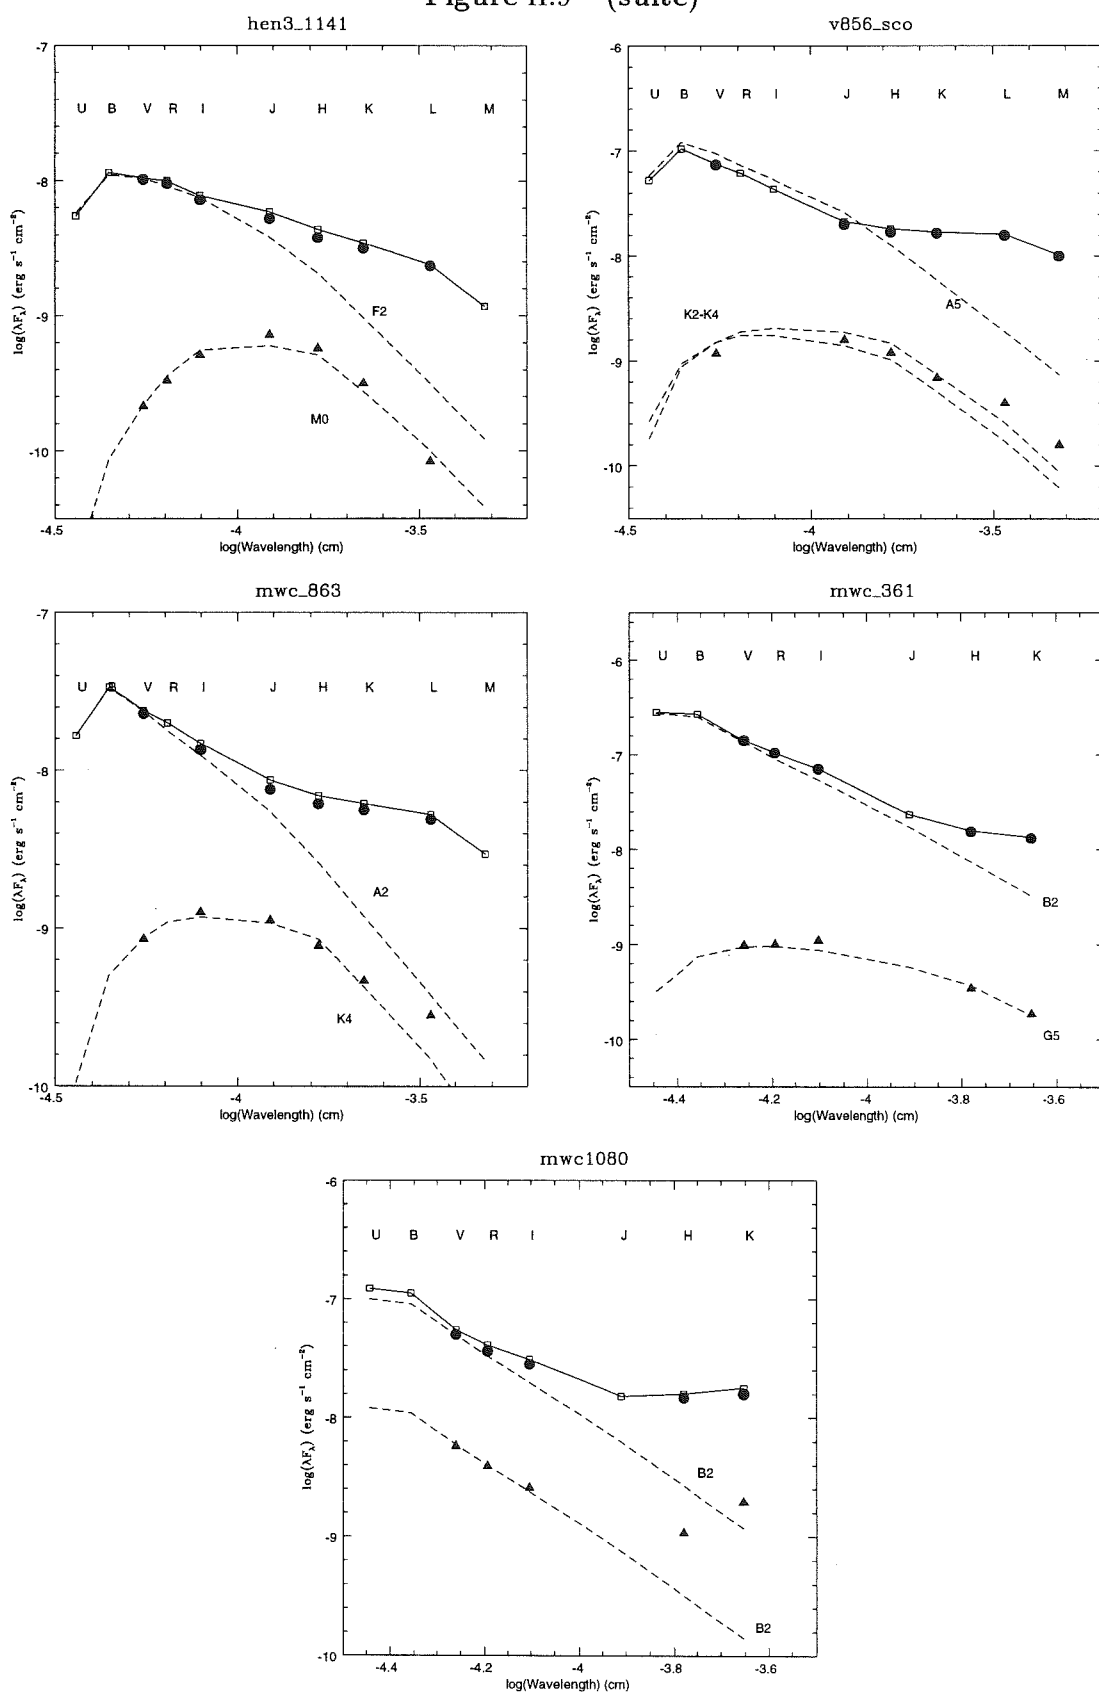 Figure II.9 (suite)
hen3_1141
-7
-8
-9
-10
-4.5
-4
-3.5
log(λFλ) (erg s⁻¹ cm⁻²)
log(Wavelength) (cm)
U B V R I J H K L M
F2
M0
v856_sco
-6
-7
-8
-9
-10
-4.5
-4
-3.5
log(λFλ) (erg s⁻¹ cm⁻²)
log(Wavelength) (cm)
U B V R I J H K L M
K2-K4
A5
mwc_863
-7
-8
-9
-10
-4.5
-4
-3.5
log(λFλ) (erg s⁻¹ cm⁻²)
log(Wavelength) (cm)
U V R I J H K L M
A2
K4
mwc_361
-6
-7
-8
-9
-10
-4.4
-4.2
-4
-3.8
-3.6
log(λFλ) (erg s⁻¹ cm⁻²)
log(Wavelength) (cm)
U B V R I J H K
B2
G5
mwc1080
-6
-7
-8
-9
-10
-4.4
-4.2
-4
-3.8
-3.6
log(λFλ) (erg s⁻¹ cm⁻²)
log(Wavelength) (cm)
U B V R I J H K
B2
B2